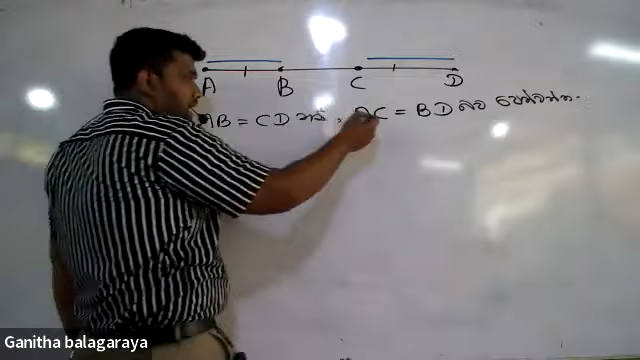 A B C D
AB = CD නම් , AC = BD බව පෙන්වන්න.
Ganitha balagaraya